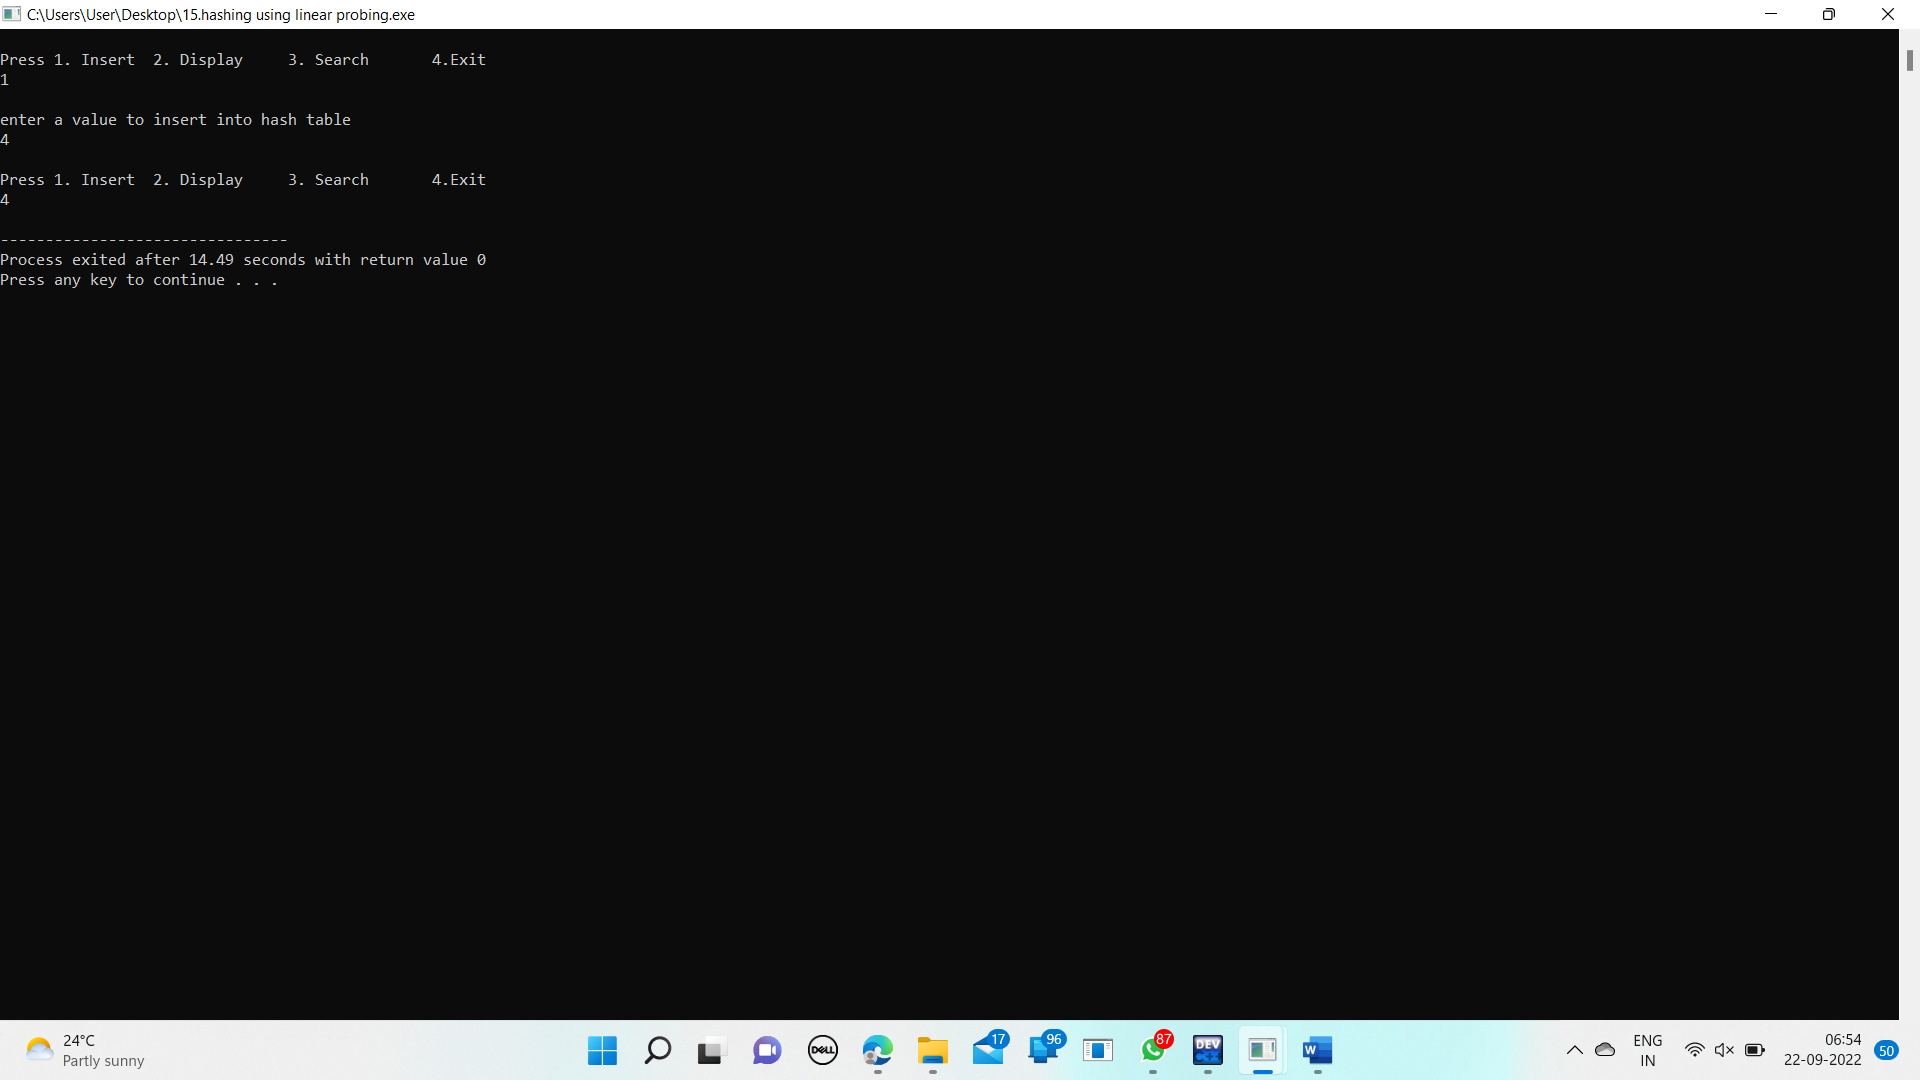 C:\Users\User\Desktop\15.hashing using linear probing.exe
Press 1. Insert  2. Display     3. Search       4.Exit
1
enter a value to insert into hash table
4
Press 1. Insert  2. Display     3. Search       4.Exit
4
--------------------------------
Process exited after 14.49 seconds with return value 0
Press any key to continue . . .
24°C
Partly sunny
DELL
17
96
87
DEV
C++
W
ENG
IN
06:54
22-09-2022
50